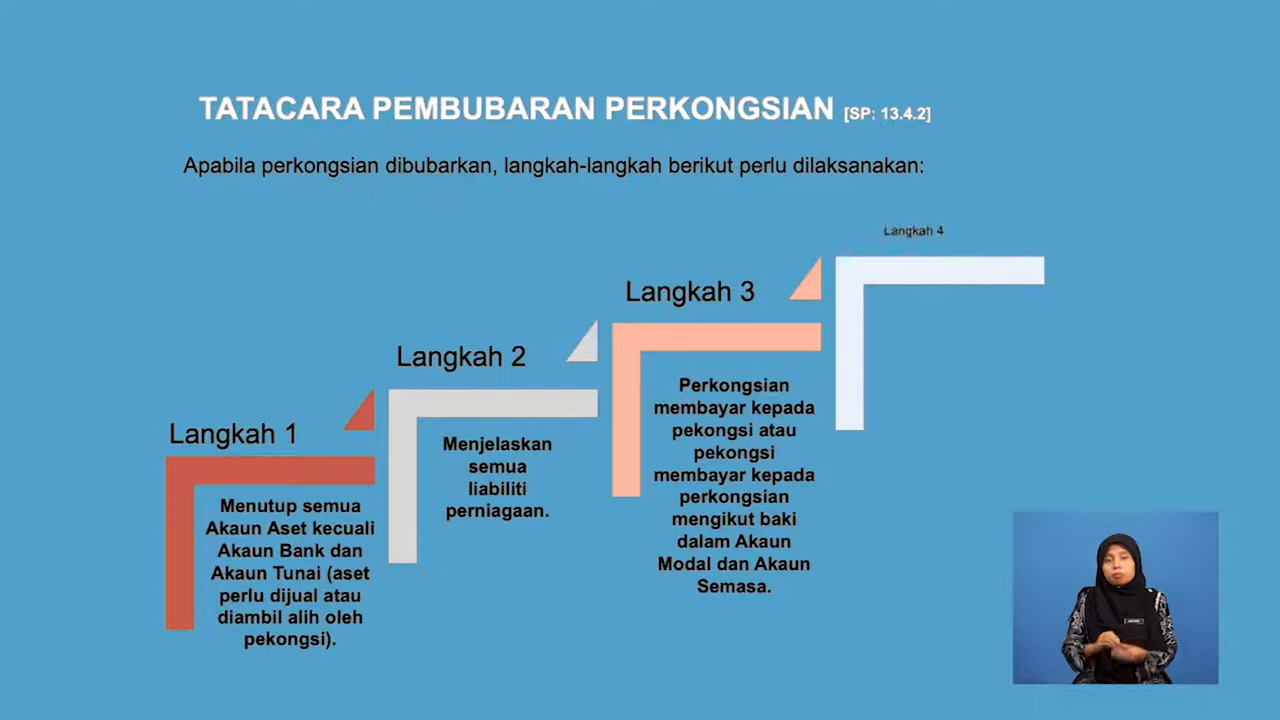 TATACARA PEMBUBARAN PERKONGSIAN [SP: 13.4.2]
Apabila perkongsian dibubarkan, langkah-langkah berikut perlu dilaksanakan:
Langkah 1
Menutup semua
Akaun Aset kecuali
Akaun Bank dan
Akaun Tunai (aset
perlu dijual atau
diambil alih oleh
pekongsi).
Langkah 2
Menjelaskan
semua
liabiliti
perniagaan.
Langkah 3
Perkongsian
membayar kepada
pekongsi atau
pekongsi
membayar kepada
perkongsian
mengikut baki
dalam Akaun
Modal dan Akaun
Semasa.
Langkah 4